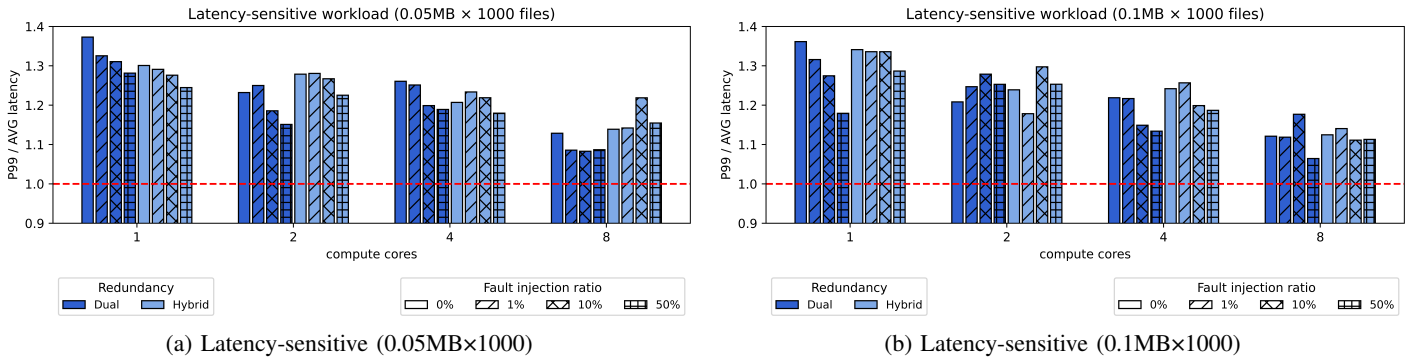 Latency-sensitive workload (0.05MB × 1000 files)
1.4
1.3
1.2
1.1
1.0
0.9
P99 / AVG latency
1 2 4 8
compute cores
Redundancy
Dual Hybrid
Fault injection ratio
0% 1% 10% 50%
(a) Latency-sensitive (0.05MB×1000)
Latency-sensitive workload (0.1MB × 1000 files)
1.4
1.3
1.2
1.1
1.0
0.9
P99 / AVG latency
1 2 4 8
compute cores
Redundancy
Dual Hybrid
Fault injection ratio
0% 1% 10% 50%
(b) Latency-sensitive (0.1MB×1000)